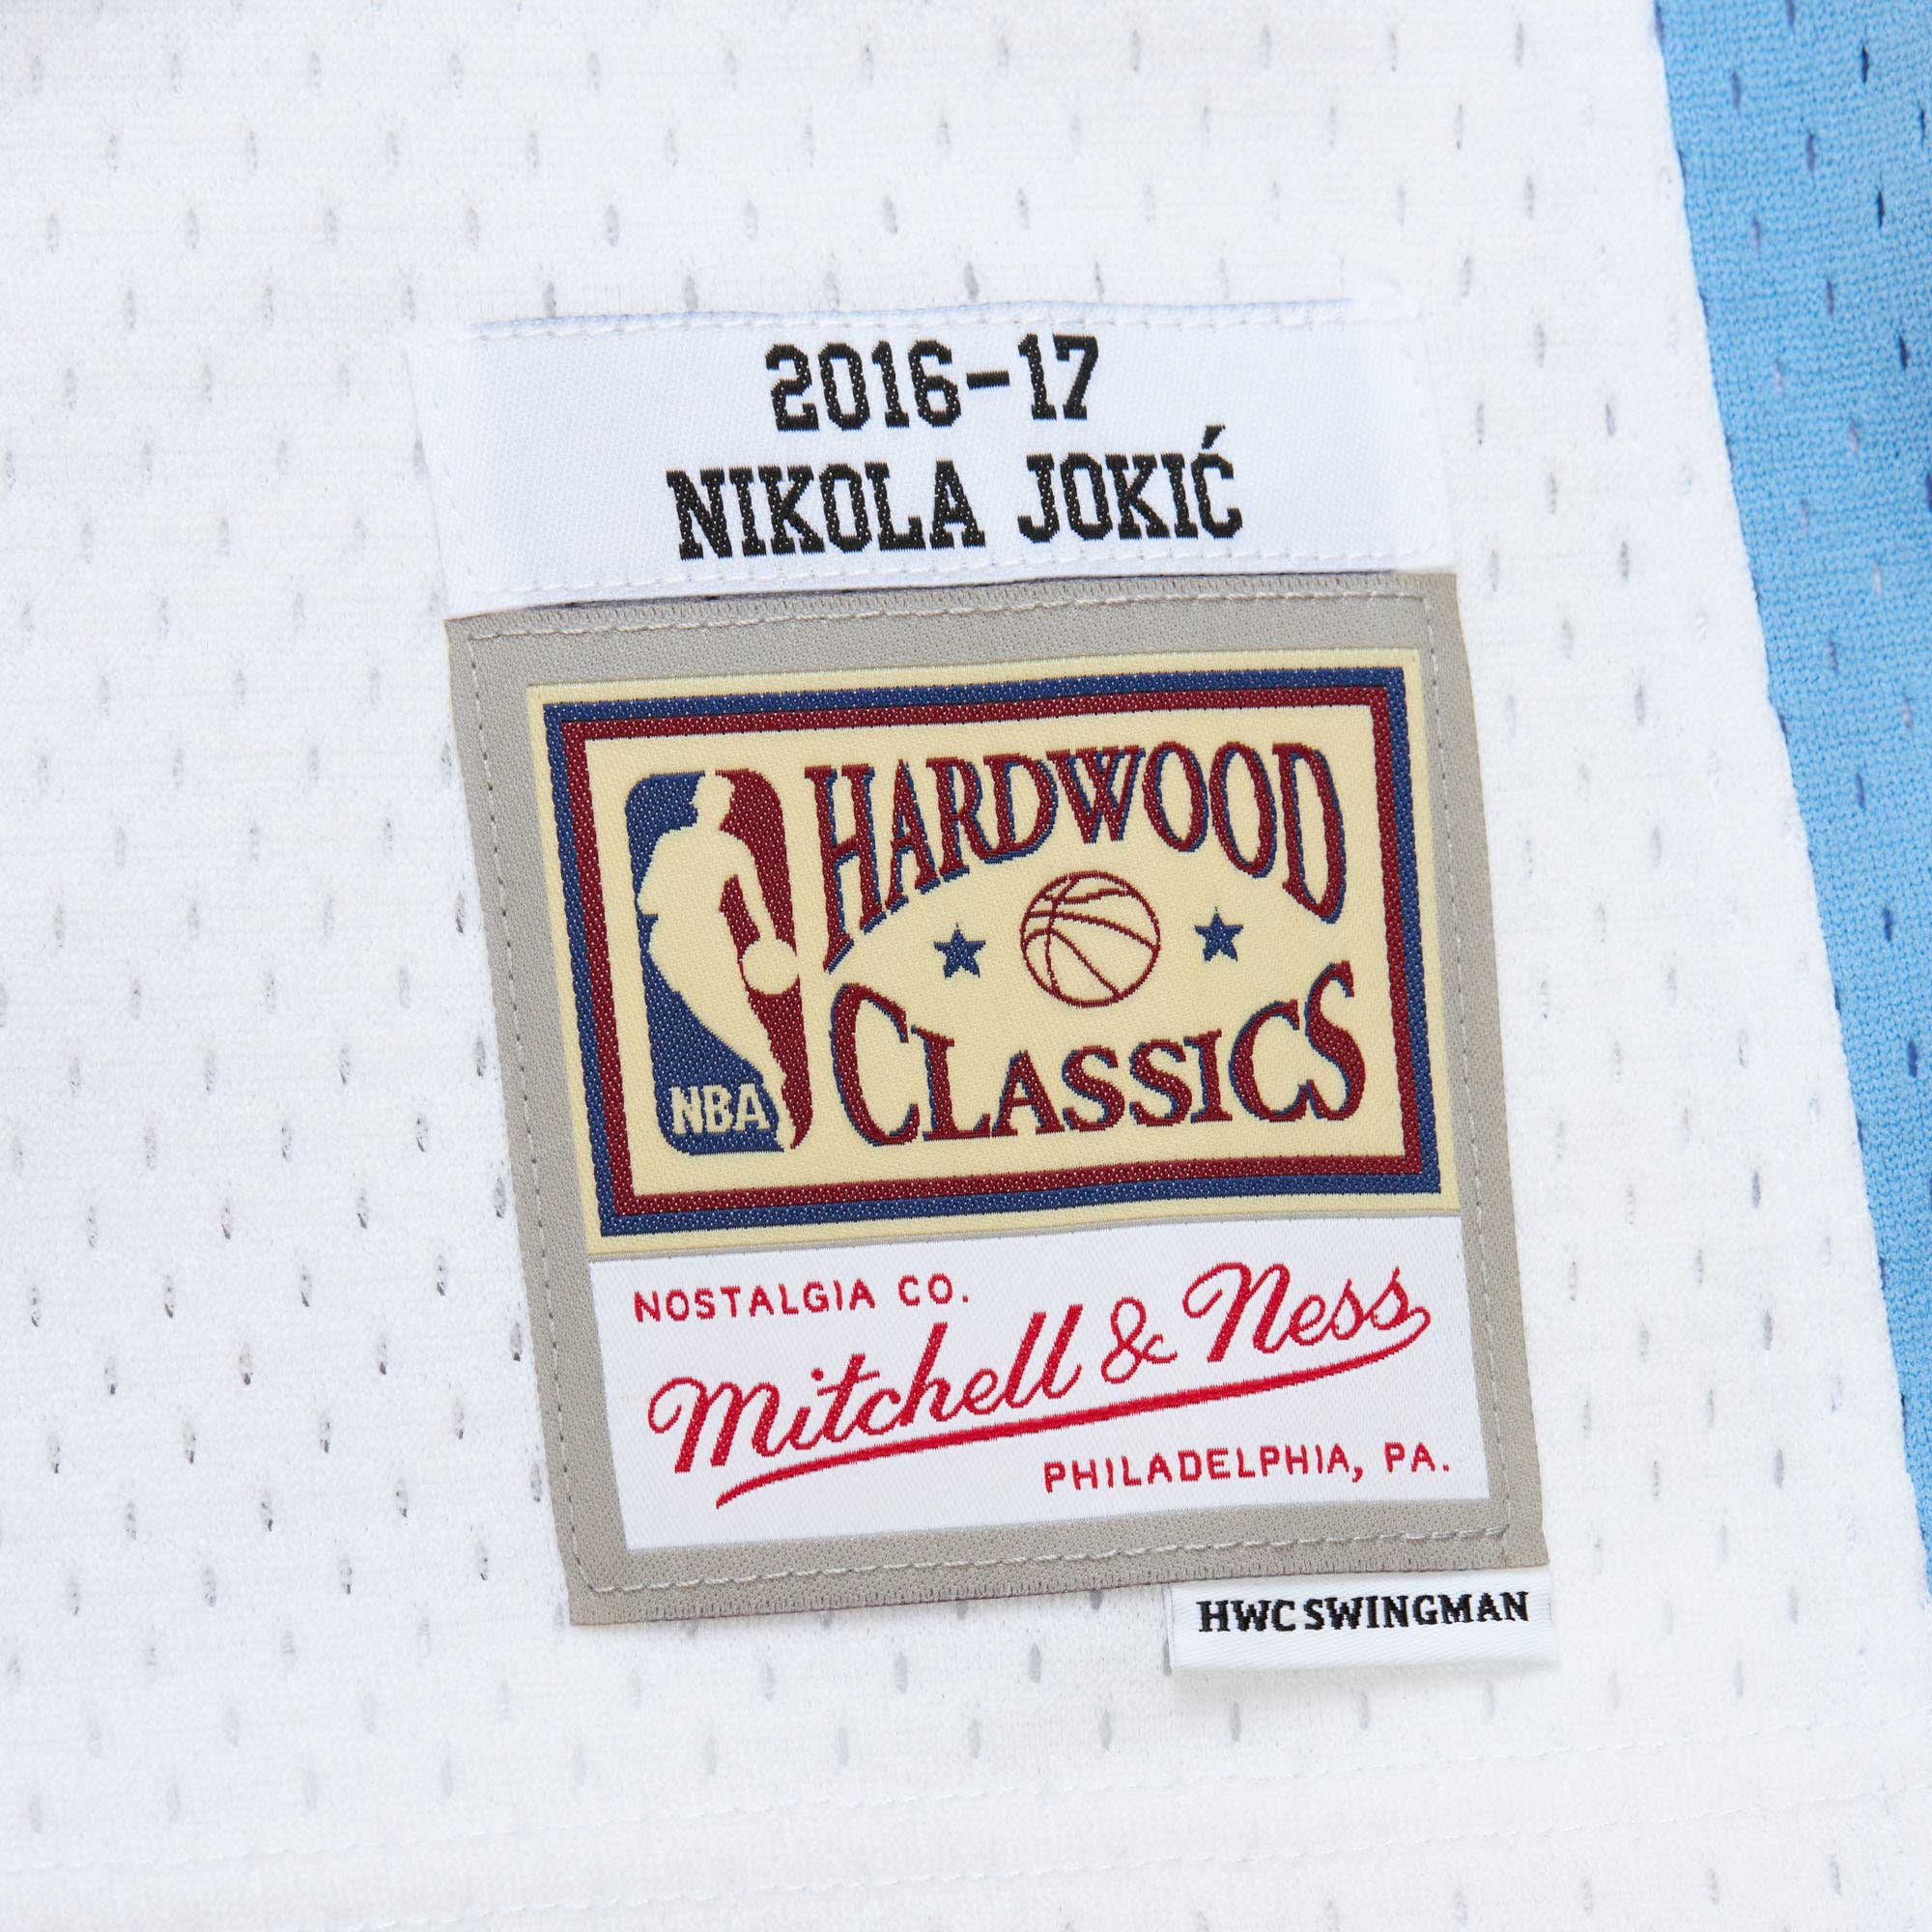 2016-17
NIKOLA JOKIĆ
HARDWOOD
CLASSICS
NBA
NOSTALGIA CO.
Mitchell & Ness
PHILADELPHIA, PA.
HWC SWINGMAN